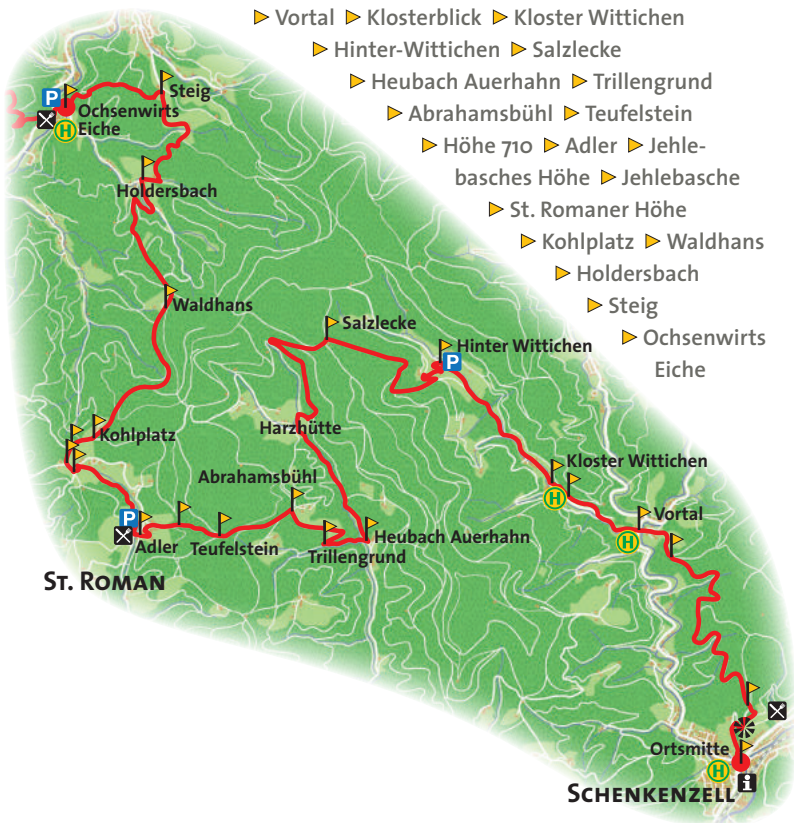 ▶ Vortal ▶ Klosterblick ▶ Kloster Wittichen
▶ Hinter-Wittichen ▶ Salzlecke
▶ Heubach Auerhahn ▶ Trillengrund
▶ Abrahamsbühl ▶ Teufelstein
▶ Höhe 710 ▶ Adler ▶ Jehle-
basches Höhe ▶ Jehlebasche
▶ St. Romaner Höhe
▶ Kohlplatz ▶ Waldhans
▶ Holdersbach
▶ Steig
▶ Ochsenwirts
Eiche
Steig
P
Ochsenwirts
H Eiche
Holdersbach
Waldhans
Salzlecke
Hinter Wittichen
P
Kohlplatz
Harzhütte
Kloster Wittichen
Abrahamsbühl
H
Vortal
P
H
Adler
Teufelstein
Trillengrund
Heubach Auerhahn
St. Roman
Ortsmitte
H
i
Schenkenzell